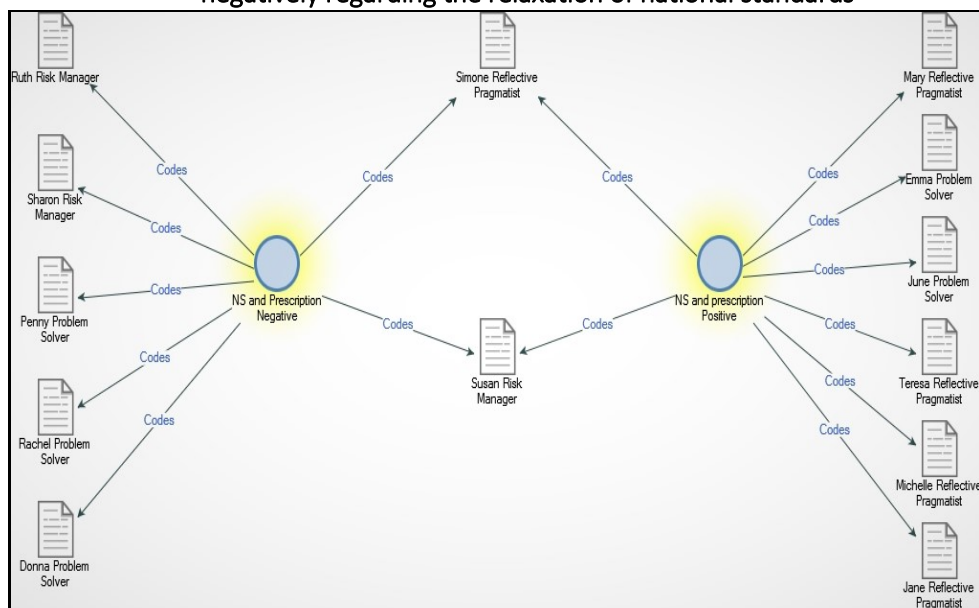 negatively regarding the relaxation of national standards
Ruth Risk Manager
Simone Reflective
Pragmatist
Mary Reflective
Pragmatist
Codes
Codes
Codes
Codes
Sharon Risk
Manager
Codes
Emma Problem
Solver
Codes
Penny Problem
Solver
Codes
NS and Prescription
Negative
NS and prescription
Positive
Codes
June Problem
Solver
Codes
Codes
Susan Risk
Manager
Codes
Teresa Reflective
Pragmatist
Rachel Problem
Solver
Codes
Codes
Michelle Reflective
Pragmatist
Codes
Codes
Donna Problem
Solver
Jane Reflective
Pragmatist